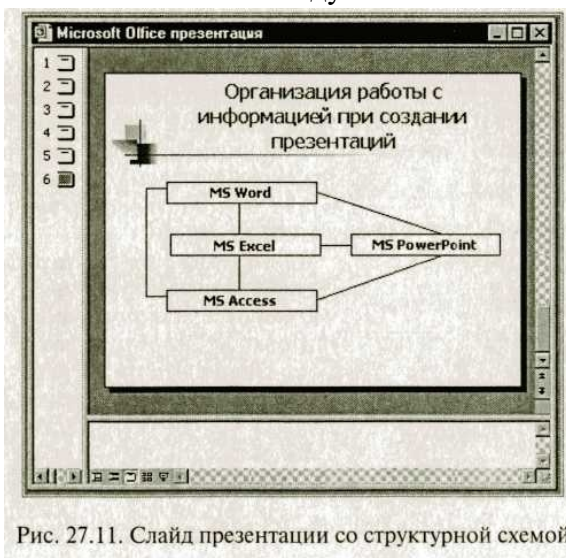 Microsoft Office презентация
1
2
3
4
5
6
Организация работы с
информацией при создании
презентаций
MS Word
MS Excel
MS PowerPoint
MS Access
Рис. 27.11. Слайд презентации со структурной схемой